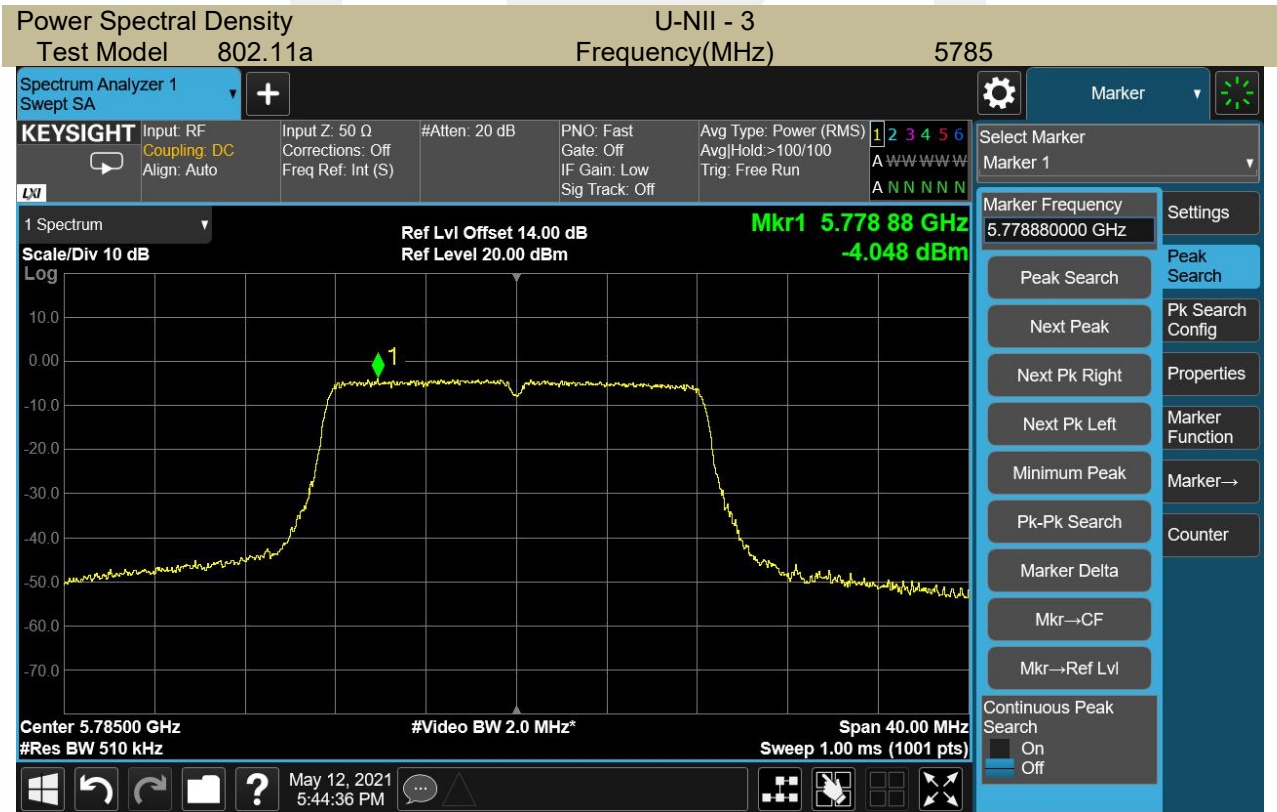 Power Spectral Density U-NII - 3
Test Model 802.11a Frequency(MHz) 5785
Spectrum Analyzer 1
Swept SA
+
Marker
KEYSIGHT
LXI
Input: RF
Coupling: DC
Align: Auto
Input Z: 50 Ω
Corrections: Off
Freq Ref: Int (S)
#Atten: 20 dB
PNO: Fast
Gate: Off
IF Gain: Low
Sig Track: Off
Avg Type: Power (RMS)
Avg|Hold:>100/100
Trig: Free Run
1 2 3 4 5 6
A W W W W W
A N N N N N
Select Marker
Marker 1
1 Spectrum
Scale/Div 10 dB
Log
Ref Lvl Offset 14.00 dB
Ref Level 20.00 dBm
Mkr1 5.778 88 GHz
-4.048 dBm
10.0
0.00
-10.0
-20.0
-30.0
-40.0
-50.0
-60.0
-70.0
1
Center 5.78500 GHz
#Res BW 510 kHz
#Video BW 2.0 MHz*
Span 40.00 MHz
Sweep 1.00 ms (1001 pts)
Marker Frequency
5.778880000 GHz
Peak Search
Next Peak
Next Pk Right
Next Pk Left
Minimum Peak
Pk-Pk Search
Marker Delta
Mkr→CF
Mkr→Ref Lvl
Continuous Peak
Search
On
Off
Settings
Peak
Search
Pk Search
Config
Properties
Marker
Function
Marker→
Counter
?
May 12, 2021
5:44:36 PM